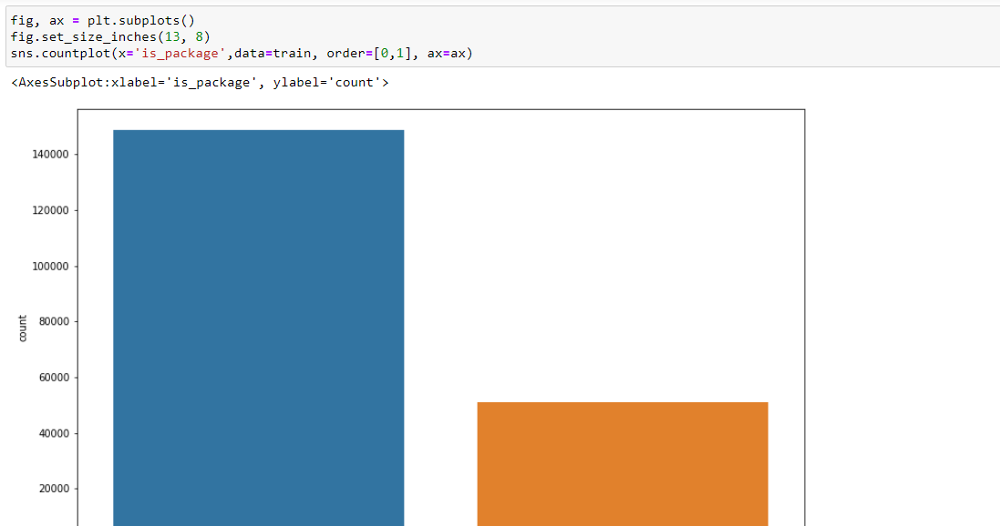 fig, ax = plt.subplots()
fig.set_size_inches(13, 8)
sns.countplot(x='is_package',data=train, order=[0,1], ax=ax)
<AxesSubplot:xlabel='is_package', ylabel='count'>
140000
120000
100000
80000
60000
40000
20000
count